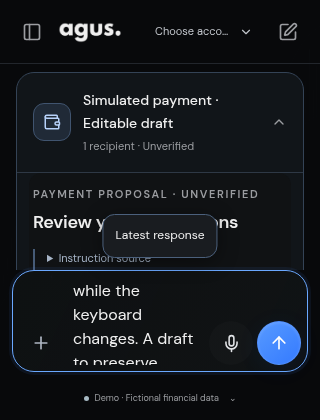 agus.
Choose acco...
Simulated payment ·
Editable draft
1 recipient · Unverified
PAYMENT PROPOSAL · UNVERIFIED
Review
Latest response
Instruction source
while the
keyboard
changes. A draft
to preserve
Demo · Fictional financial data